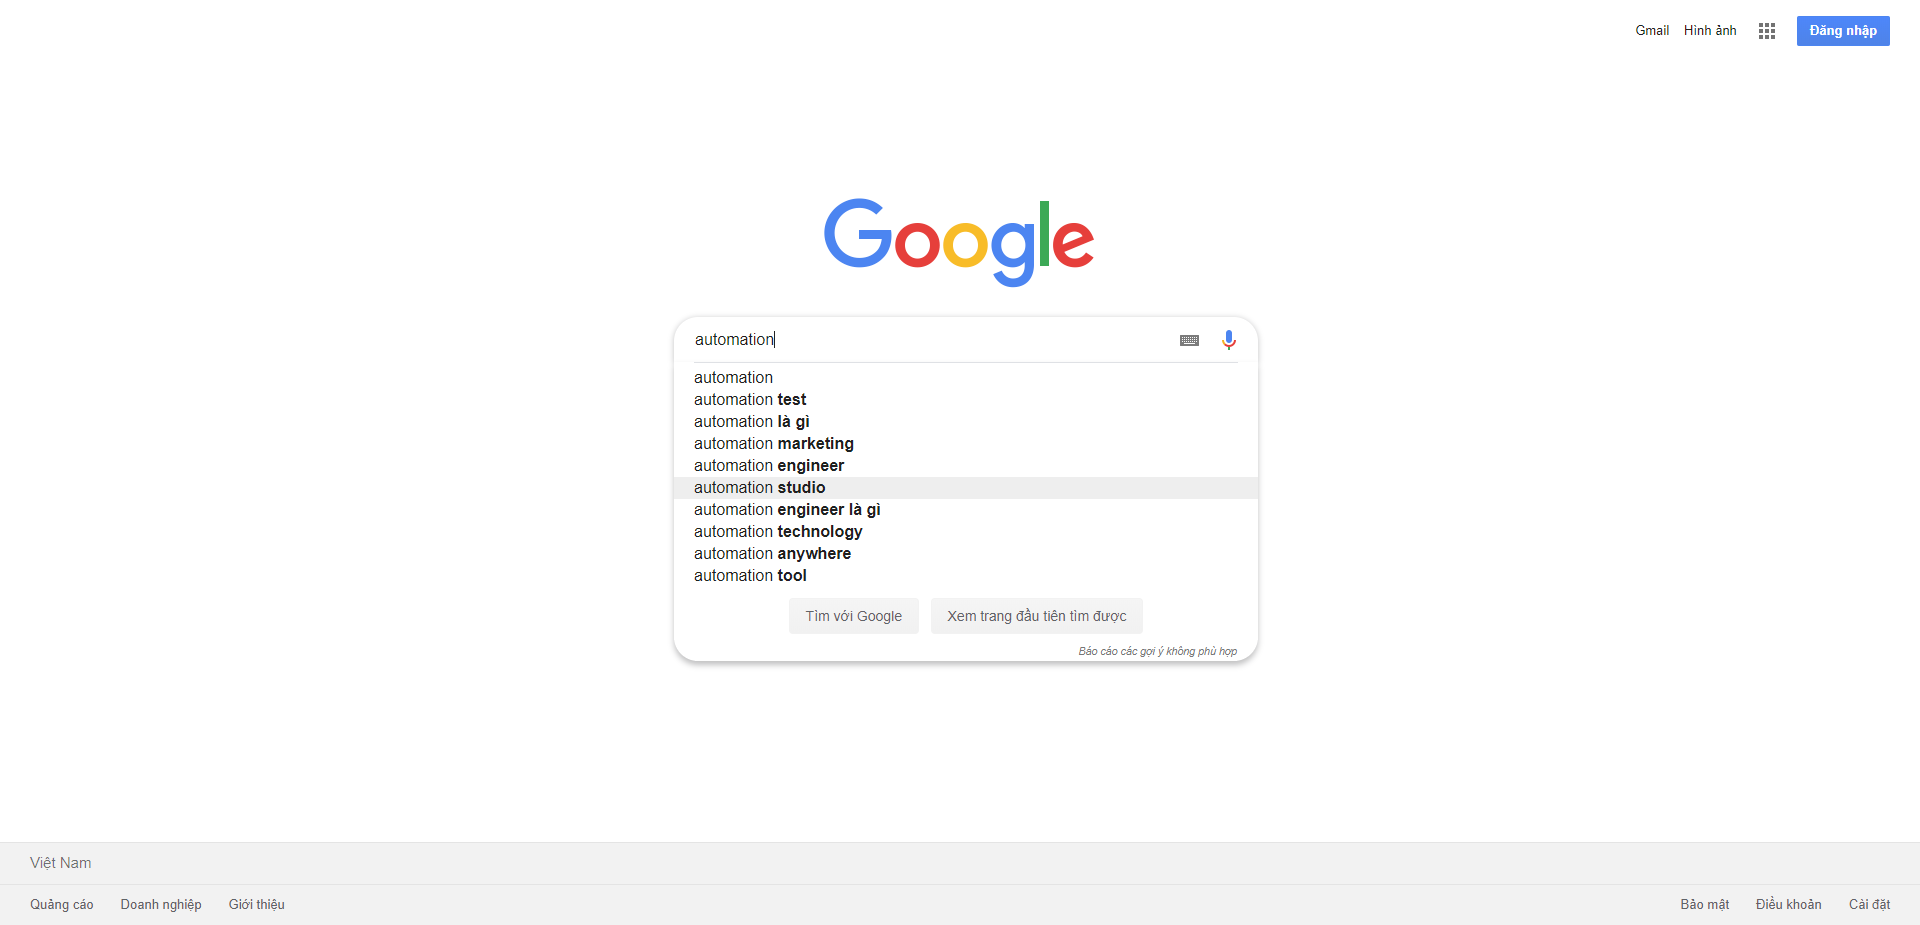 Gmail Hình ảnh Đăng nhập
Google
automation
automation
automation test
automation là gì
automation marketing
automation engineer
automation studio
automation engineer là gì
automation technology
automation anywhere
automation tool
Tìm với Google Xem trang đầu tiên tìm được
Báo cáo các gợi ý không phù hợp
Việt Nam
Quảng cáo Doanh nghiệp Giới thiệu Bảo mật Điều khoản Cài đặt